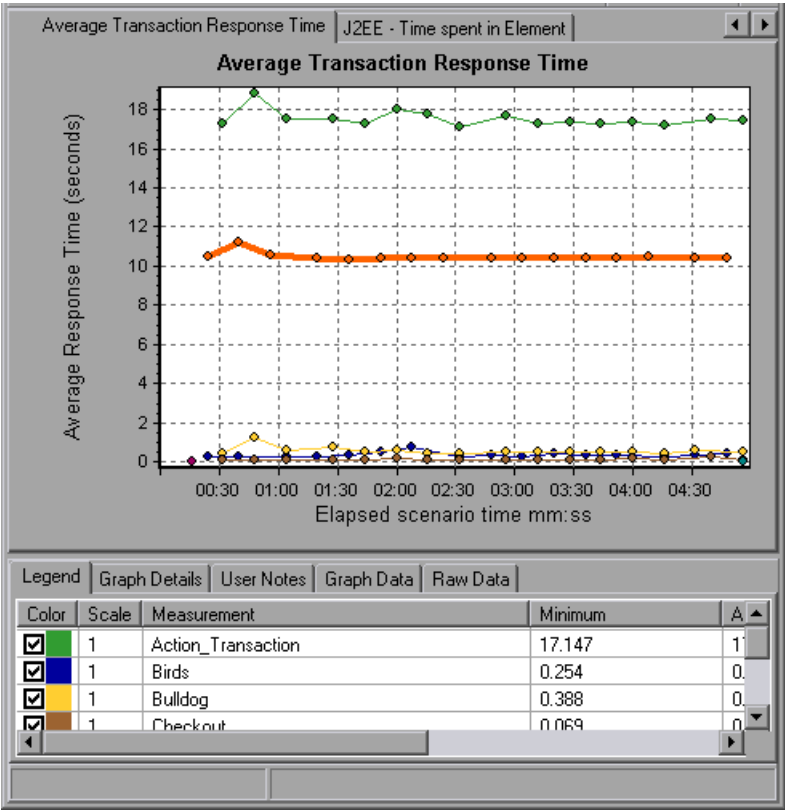 Average Transaction Response Time J2EE - Time spent in Element
Average Transaction Response Time
Average Response Time (seconds)
18
16
14
12
10
8
6
4
2
0
00:30 01:00 01:30 02:00 02:30 03:00 03:30 04:00 04:30
Elapsed scenario time mm:ss
Legend Graph Details User Notes Graph Data Raw Data
Color Scale Measurement Minimum A
1 Action_Transaction 17.147 1
1 Birds 0.254 0.
1 Bulldog 0.388 0.
1 Checkout 0.069 0